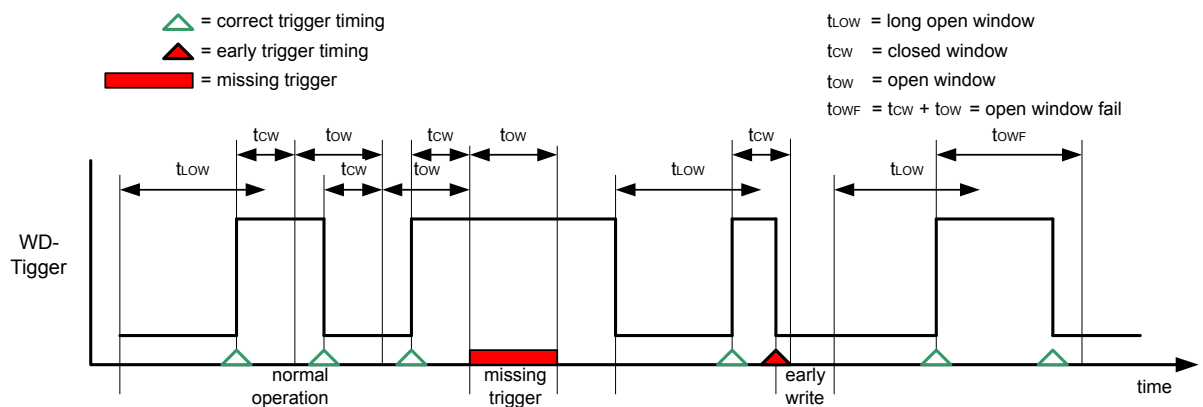 = correct trigger timing
= early trigger timing
= missing trigger
tLOW = long open window
tCW = closed window
tOW = open window
tOWF = tCW + tOW = open window fail
tCW tOW tCW tOW tCW tOWF
tLOW tCW tOW tLOW tLOW
WD-
Tigger
normal missing early time
operation trigger write